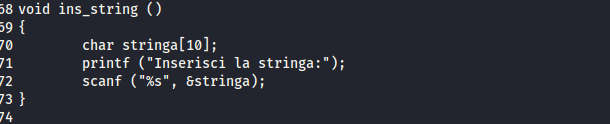 68 void ins_string ()
69 {
70 char stringa[10];
71 printf ("Inserisci la stringa:");
72 scanf ("%s", &stringa);
73 }
74